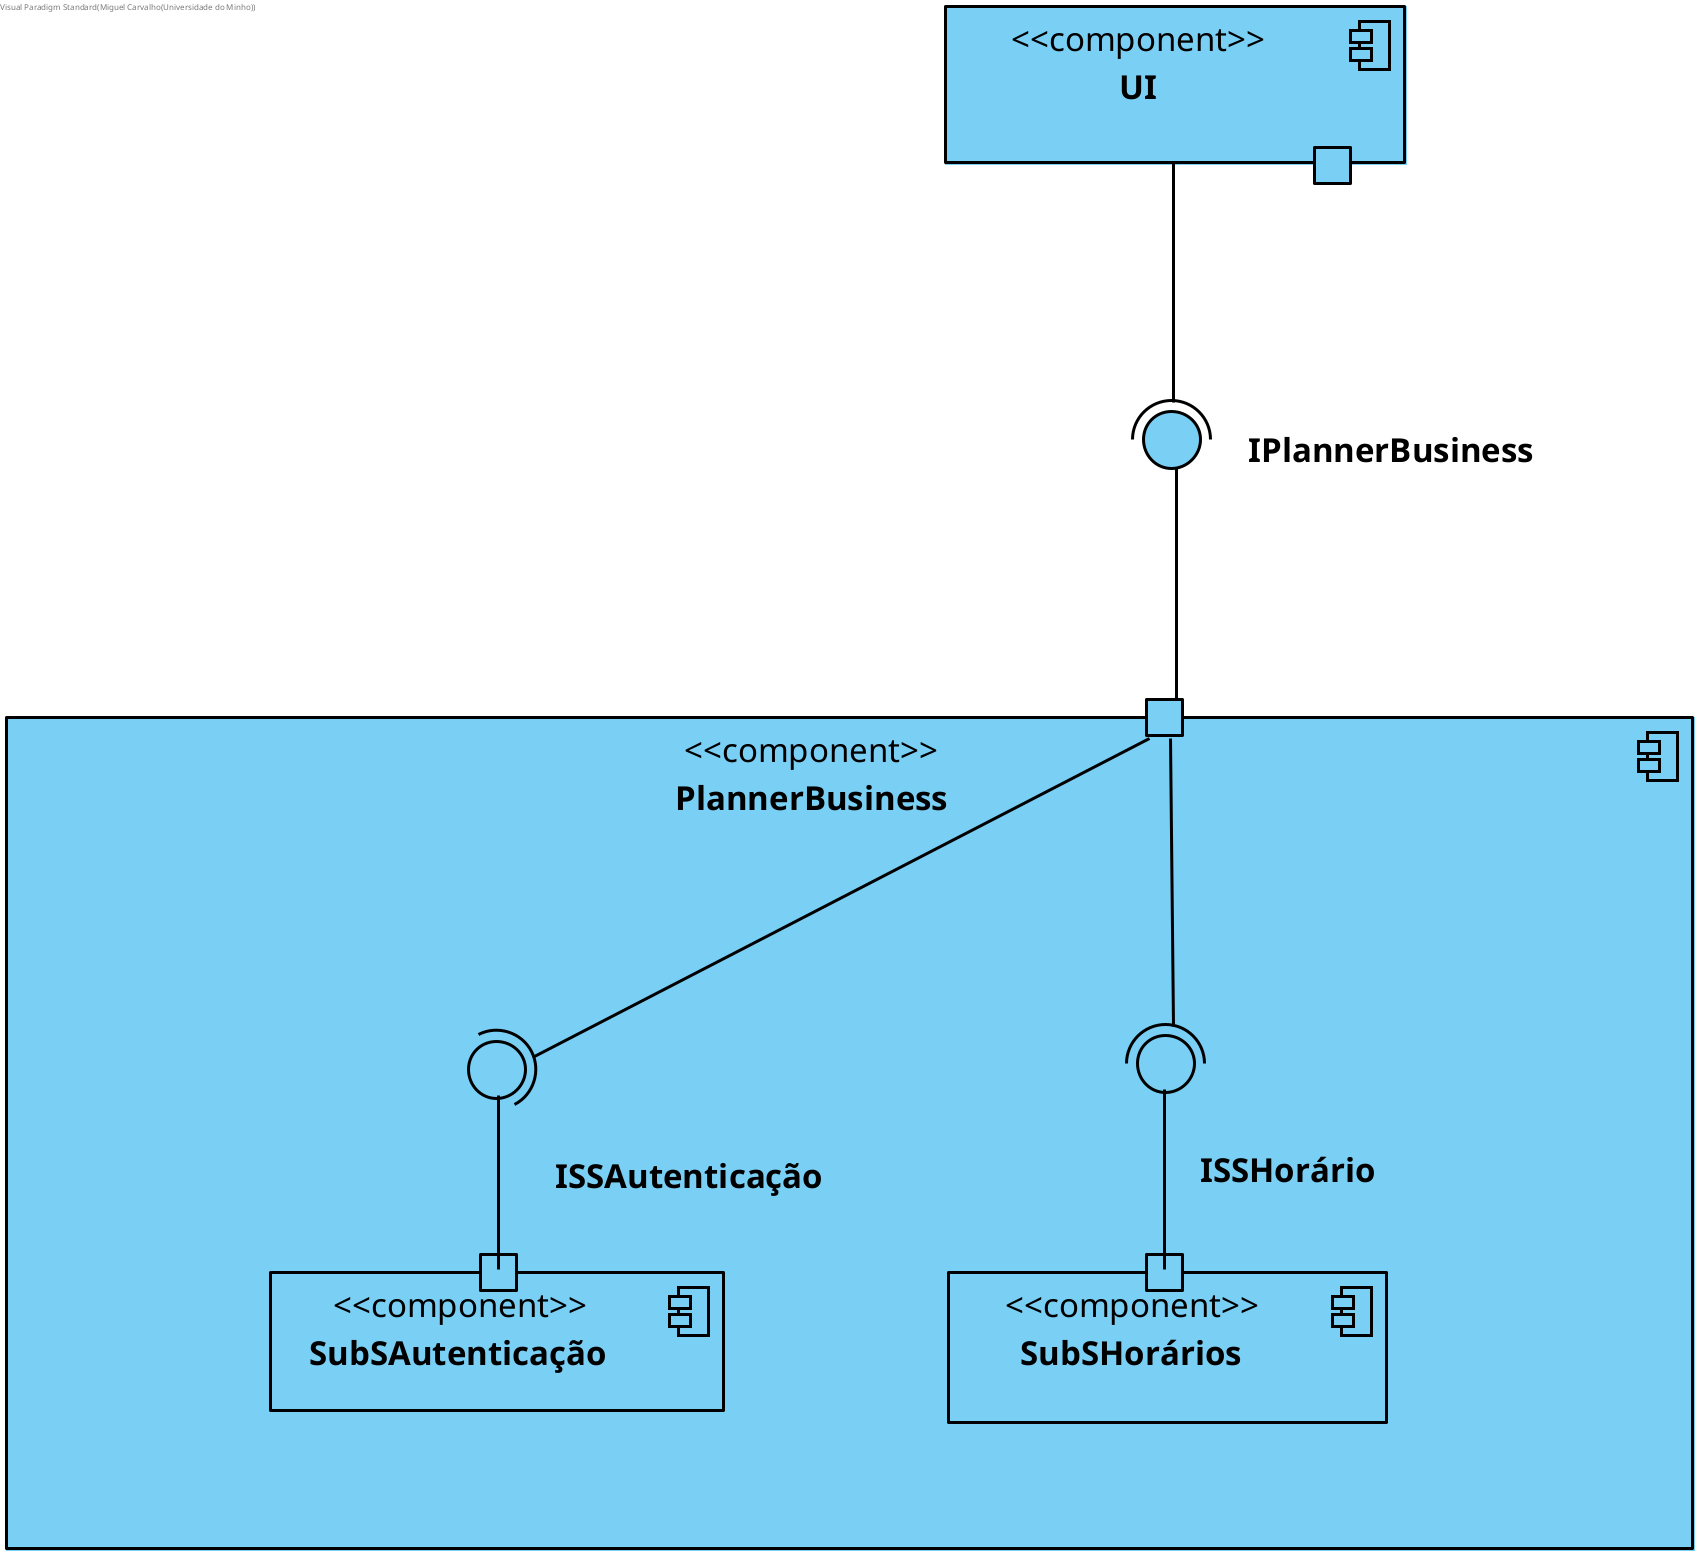 Visual Paradigm Standard(Miguel Carvalho(Universidade do Minho))
<<component>>
UI
IPlannerBusiness
<<component>>
PlannerBusiness
ISSAutenticação
ISSHorário
<<component>>
SubSAutenticação
<<component>>
SubSHorários